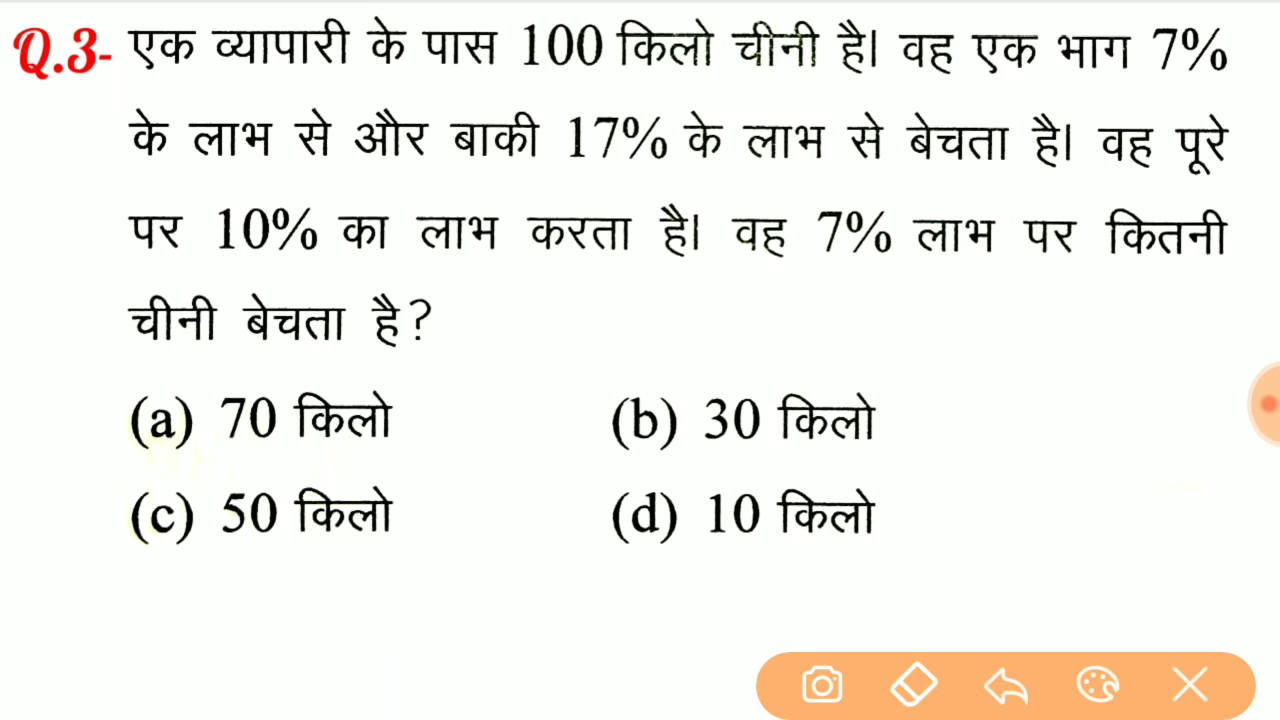 Q.3- एक व्यापारी के पास 100 किलो चीनी है। वह एक भाग 7%
के लाभ से और बाकी 17% के लाभ से बेचता है। वह पूरे
पर 10% का लाभ करता है। वह 7% लाभ पर कितनी
चीनी बेचता है?
(a) 70 किलो (b) 30 किलो
(c) 50 किलो (d) 10 किलो